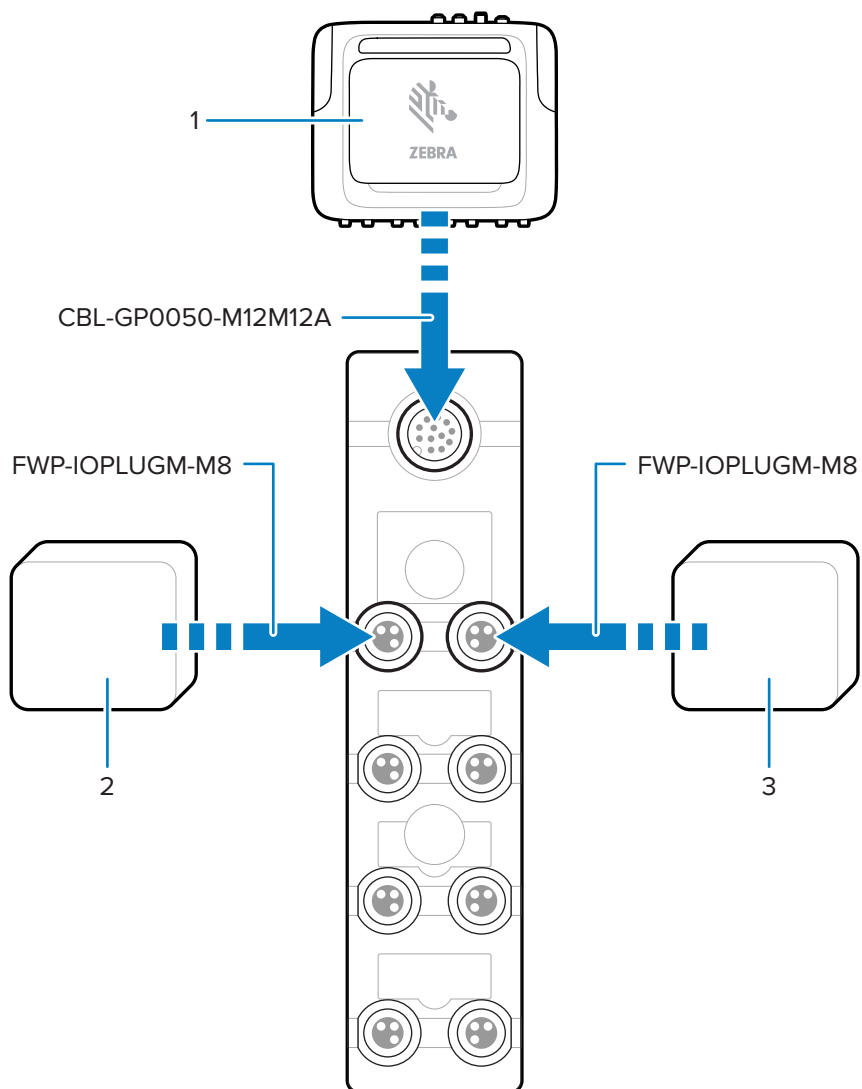 ZEBRA
1
CBL-GP0050-M12M12A
FWP-IOPLUGM-M8
FWP-IOPLUGM-M8
2
3